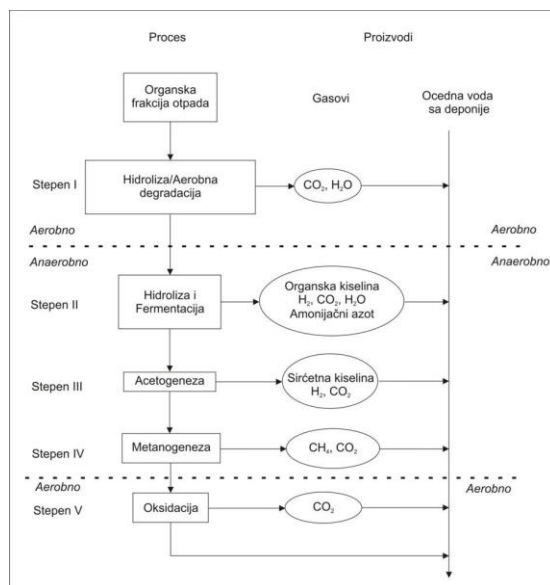 Proces
Proizvodi
Organska
frakcija otpada
Gasovi
Ocedna voda
sa deponije
Stepen I
Hidroliza/Aerobna
degradacija
CO₂, H₂O
Aerobno
Aerobno
Anaerobno
Anaerobno
Stepen II
Hidroliza i
Fermentacija
Organska kiselina
H₂, CO₂, H₂O
Amonijačni azot
Stepen III
Acetogeneza
Sirćetna kiselina
H₂, CO₂
Stepen IV
Metanogeneza
CH₄, CO₂
Aerobno
Aerobno
Stepen V
Oksidacija
CO₂